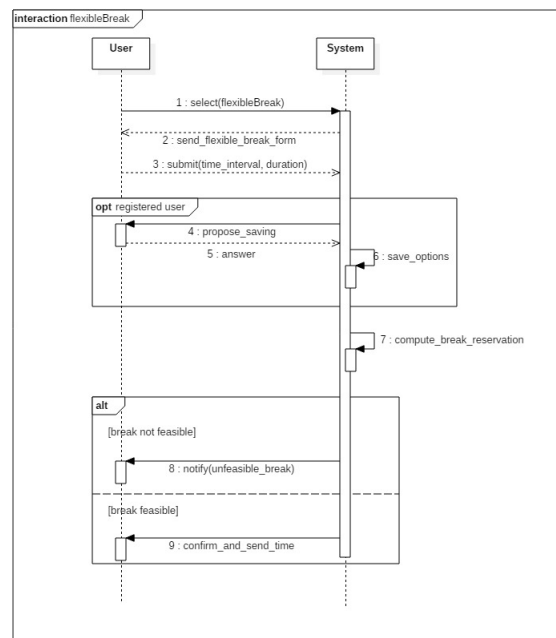 interaction flexibleBreak
User
System
1 : select(flexibleBreak)
2 : send_flexible_break_form
3 : submit(time_interval, duration)
opt registered user
4 : propose_saving
5 : answer
6 : save_options
7 : compute_break_reservation
alt
[break not feasible]
8 : notify(unfeasible_break)
[break feasible]
9 : confirm_and_send_time